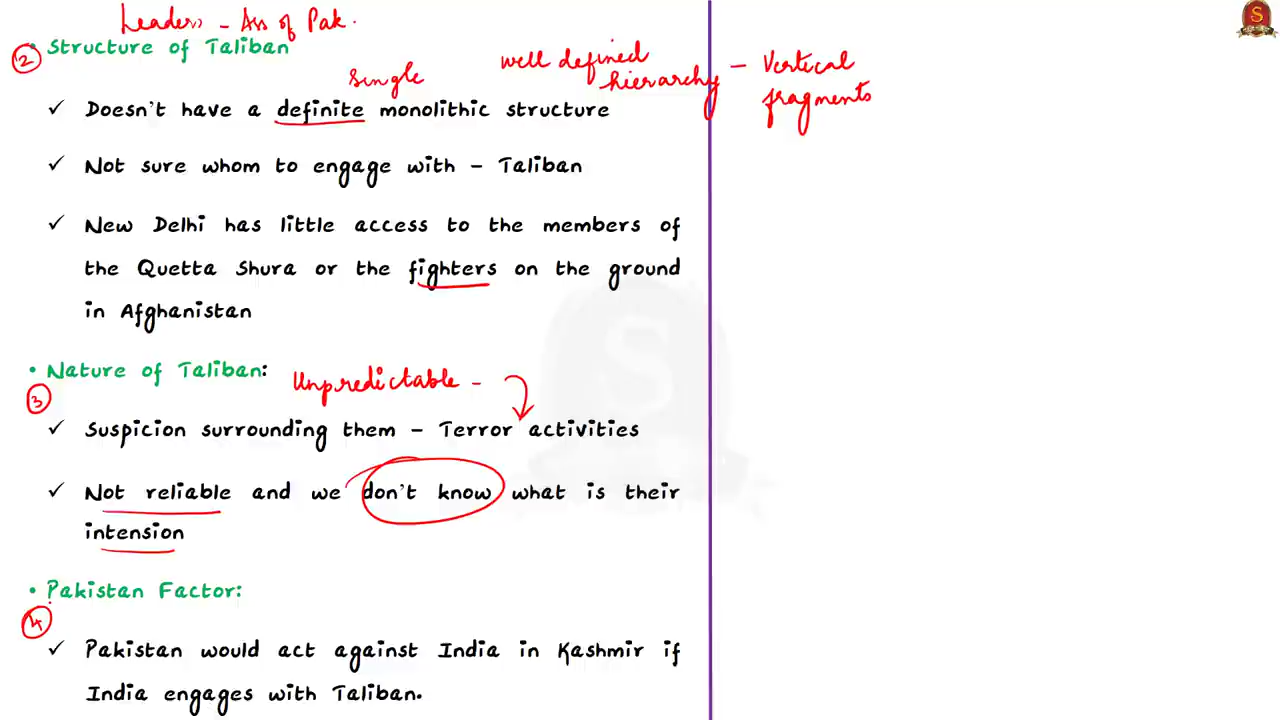 Leaders - Ass of Pak.
② • Structure of Taliban
single
well defined
hierarchy - Vertical
fragments
✓ Doesn't have a definite monolithic structure
✓ Not sure whom to engage with – Taliban
✓ New Delhi has little access to the members of
the Quetta Shura or the fighters on the ground
in Afghanistan
• Nature of Taliban:
③
Unpredictable -
✓ Suspicion surrounding them – Terror activities
✓ Not reliable and we don't know what is their
intension
• Pakistan Factor:
④
✓ Pakistan would act against India in Kashmir if
India engages with Taliban.
S
S